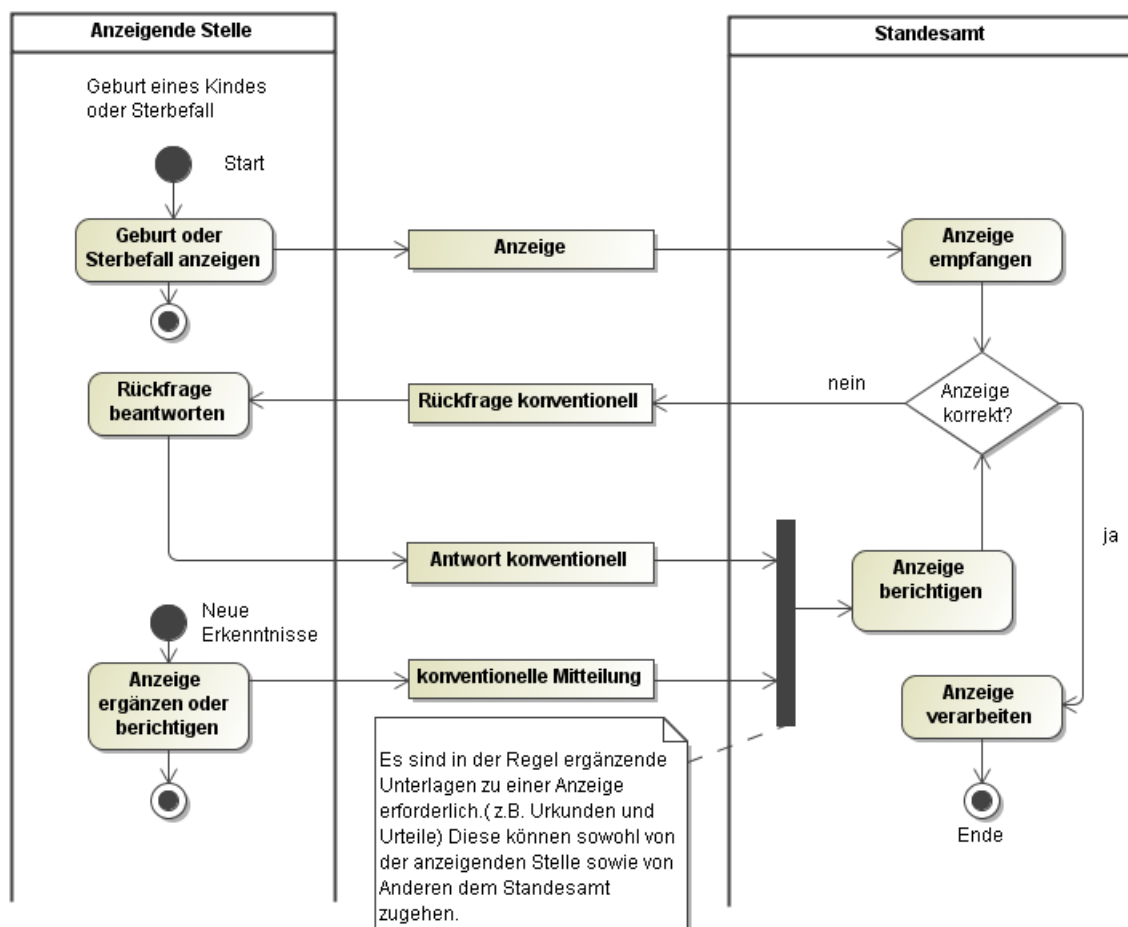 Anzeigende Stelle
Standesamt
Geburt eines Kindes
oder Sterbefall
Start
Geburt oder
Sterbefall anzeigen
Anzeige
Anzeige
empfangen
Rückfrage
beantworten
Rückfrage konventionell
nein
Anzeige
korrekt?
ja
Antwort konventionell
Anzeige
berichtigen
Neue
Erkenntnisse
Anzeige
ergänzen oder
berichtigen
konventionelle Mitteilung
Anzeige
verarbeiten
Ende
Es sind in der Regel ergänzende
Unterlagen zu einer Anzeige
erforderlich.( z.B. Urkunden und
Urteile) Diese können sowohl von
der anzeigenden Stelle sowie von
Anderen dem Standesamt
zugehen.